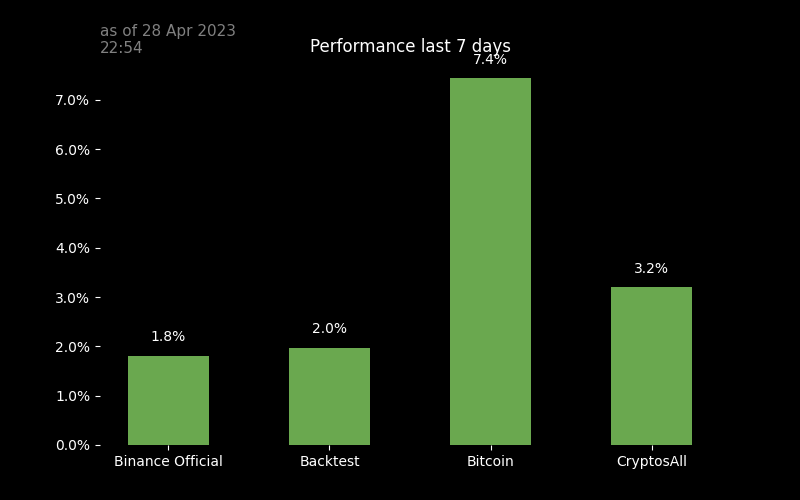 as of 28 Apr 2023
22:54
Performance last 7 days
7.4%
7.0%
6.0%
5.0%
4.0%
3.2%
3.0%
2.0%
2.0%
1.8%
1.0%
0.0%
Binance Official
Backtest
Bitcoin
CryptosAll